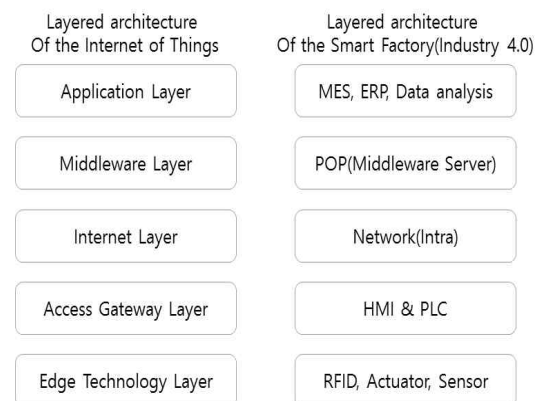 Layered architecture
Of the Internet of Things
Application Layer
Middleware Layer
Internet Layer
Access Gateway Layer
Edge Technology Layer
Layered architecture
Of the Smart Factory(Industry 4.0)
MES, ERP, Data analysis
POP(Middleware Server)
Network(Intra)
HMI & PLC
RFID, Actuator, Sensor